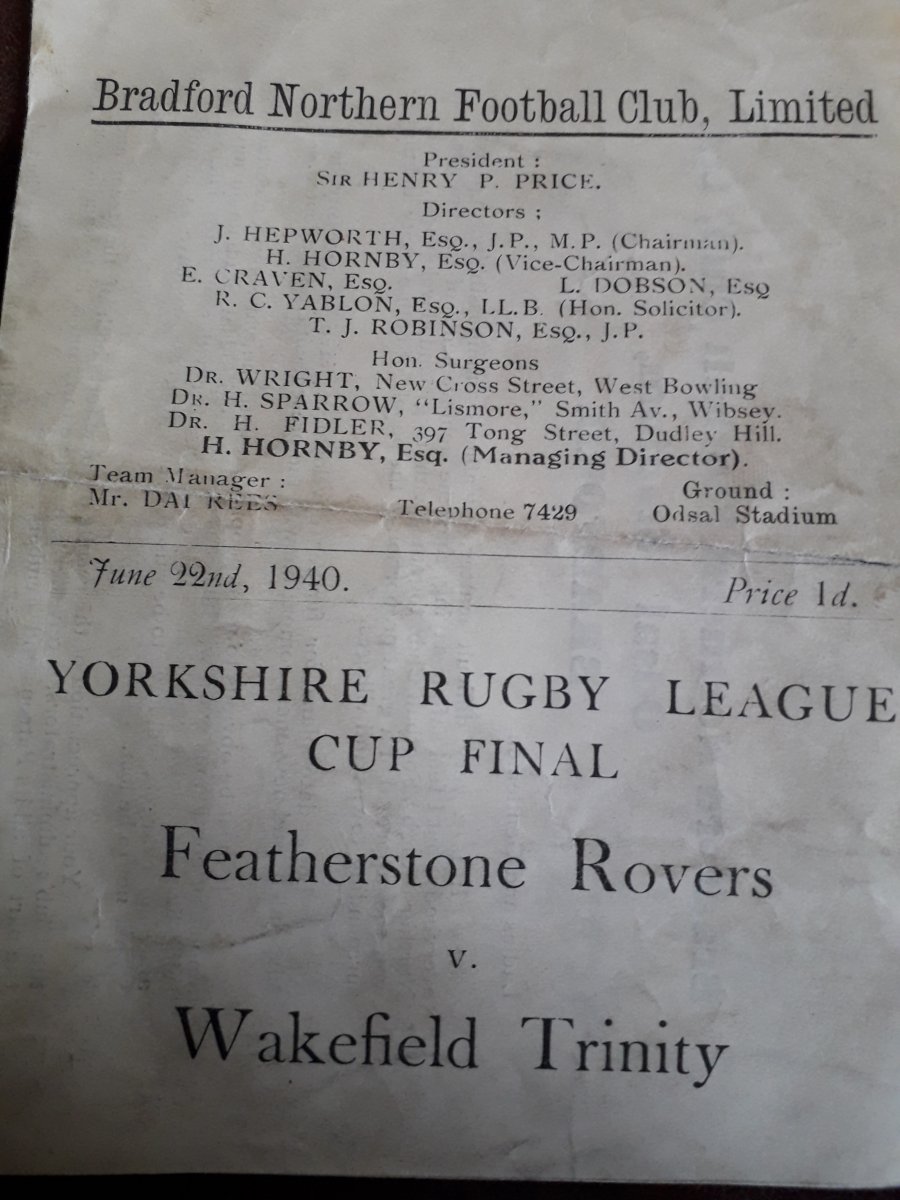 Bradford Northern Football Club, Limited
President :
Sir HENRY P. PRICE.
Directors ;
J. HEPWORTH, Esq., J.P., M.P. (Chairman).
H. HORNBY, Esq. (Vice-Chairman).
E. CRAVEN, Esq. L. DOBSON, Esq
R. C. YABLON, Esq., LL.B. (Hon. Solicitor).
T. J. ROBINSON, Esq., J.P.
Hon. Surgeons
Dr. WRIGHT, New Cross Street, West Bowling
Dr. H. SPARROW, "Lismore," Smith Av., Wibsey.
Dr. H. FIDLER, 397 Tong Street, Dudley Hill.
H. HORNBY, Esq. (Managing Director).
Team Manager : Ground :
Mr. DAI REES Telephone 7429 Odsal Stadium
June 22nd, 1940. Price 1d.
YORKSHIRE RUGBY LEAGUE
CUP FINAL
Featherstone Rovers
v.
Wakefield Trinity